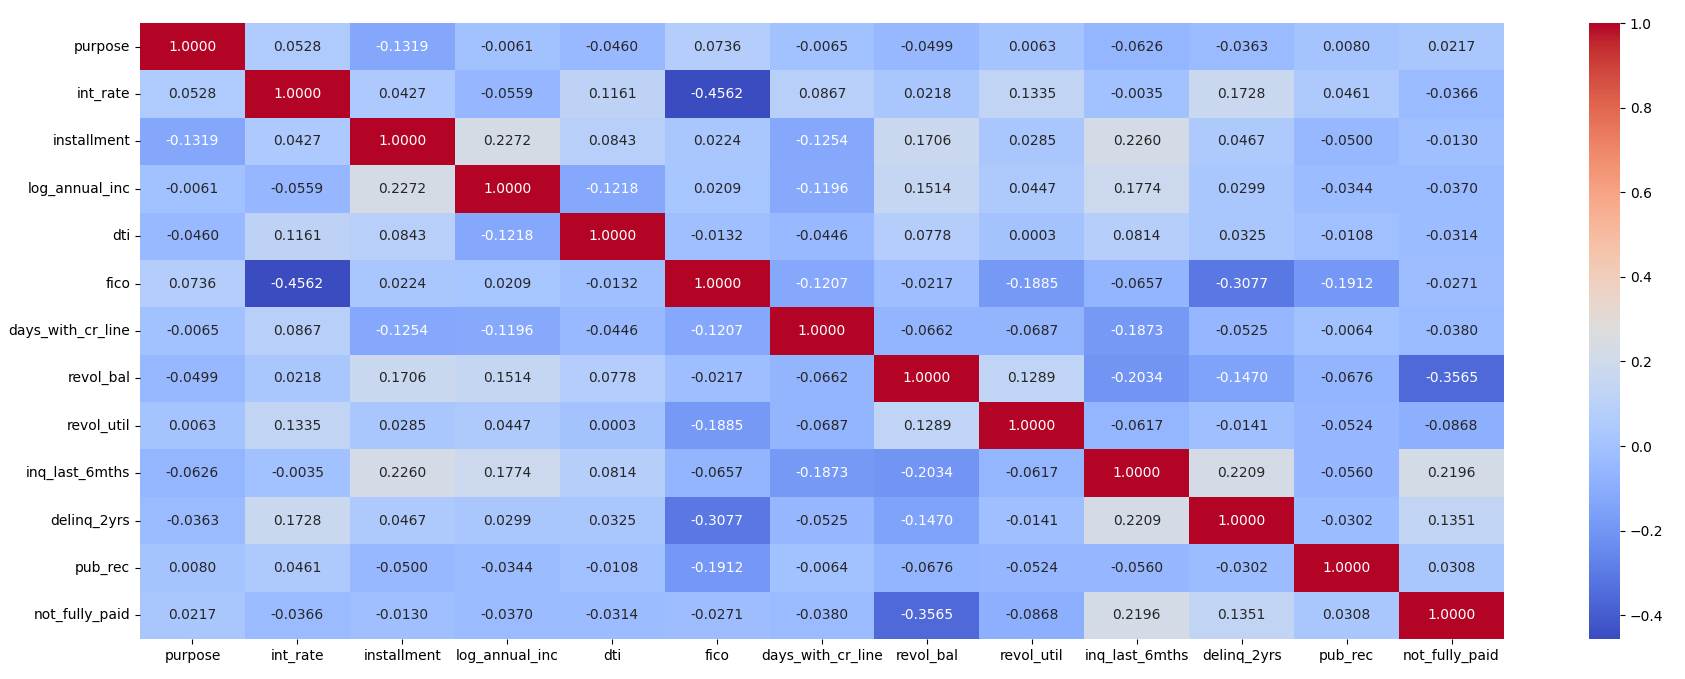 purpose 1.0000 0.0528 -0.1319 -0.0061 -0.0460 0.0736 -0.0065 -0.0499 0.0063 -0.0626 -0.0363 0.0080 0.0217
int_rate 0.0528 1.0000 0.0427 -0.0559 0.1161 -0.4562 0.0867 0.0218 0.1335 -0.0035 0.1728 0.0461 -0.0366
installment -0.1319 0.0427 1.0000 0.2272 0.0843 0.0224 -0.1254 0.1706 0.0285 0.2260 0.0467 -0.0500 -0.0130
log_annual_inc -0.0061 -0.0559 0.2272 1.0000 -0.1218 0.0209 -0.1196 0.1514 0.0447 0.1774 0.0299 -0.0344 -0.0370
dti -0.0460 0.1161 0.0843 -0.1218 1.0000 -0.0132 -0.0446 0.0778 0.0003 0.0814 0.0325 -0.0108 -0.0314
fico 0.0736 -0.4562 0.0224 0.0209 -0.0132 1.0000 -0.1207 -0.0217 -0.1885 -0.0657 -0.3077 -0.1912 -0.0271
days_with_cr_line -0.0065 0.0867 -0.1254 -0.1196 -0.0446 -0.1207 1.0000 -0.0662 -0.0687 -0.1873 -0.0525 -0.0064 -0.0380
revol_bal -0.0499 0.0218 0.1706 0.1514 0.0778 -0.0217 -0.0662 1.0000 0.1289 -0.2034 -0.1470 -0.0676 -0.3565
revol_util 0.0063 0.1335 0.0285 0.0447 0.0003 -0.1885 -0.0687 0.1289 1.0000 -0.0617 -0.0141 -0.0524 -0.0868
inq_last_6mths -0.0626 -0.0035 0.2260 0.1774 0.0814 -0.0657 -0.1873 -0.2034 -0.0617 1.0000 0.2209 -0.0560 0.2196
delinq_2yrs -0.0363 0.1728 0.0467 0.0299 0.0325 -0.3077 -0.0525 -0.1470 -0.0141 0.2209 1.0000 -0.0302 0.1351
pub_rec 0.0080 0.0461 -0.0500 -0.0344 -0.0108 -0.1912 -0.0064 -0.0676 -0.0524 -0.0560 -0.0302 1.0000 0.0308
not_fully_paid 0.0217 -0.0366 -0.0130 -0.0370 -0.0314 -0.0271 -0.0380 -0.3565 -0.0868 0.2196 0.1351 0.0308 1.0000
purpose int_rate installment log_annual_inc dti fico days_with_cr_line revol_bal revol_util inq_last_6mths delinq_2yrs pub_rec not_fully_paid
1.0
0.8
0.6
0.4
0.2
0.0
−0.2
−0.4